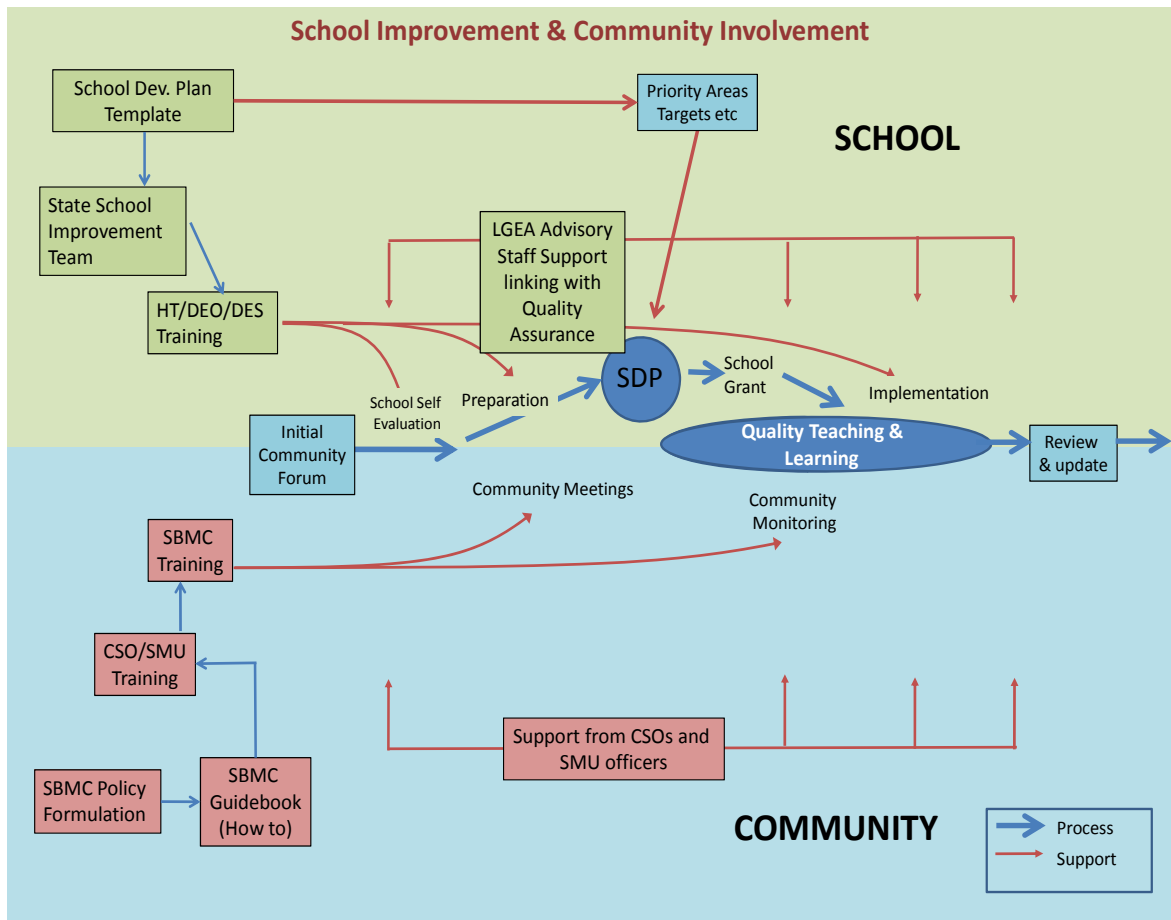 School Improvement & Community Involvement
School Dev. Plan
Template
Priority Areas
Targets etc
SCHOOL
State School
Improvement
Team
LGEA Advisory
Staff Support
linking with
Quality
Assurance
HT/DEO/DES
Training
SDP
School
Grant
Implementation
School Self
Evaluation
Preparation
Initial
Community
Forum
Quality Teaching &
Learning
Review
& update
Community Meetings
Community
Monitoring
SBMC
Training
CSO/SMU
Training
Support from CSOs and
SMU officers
SBMC Policy
Formulation
SBMC
Guidebook
(How to)
COMMUNITY
Process
Support